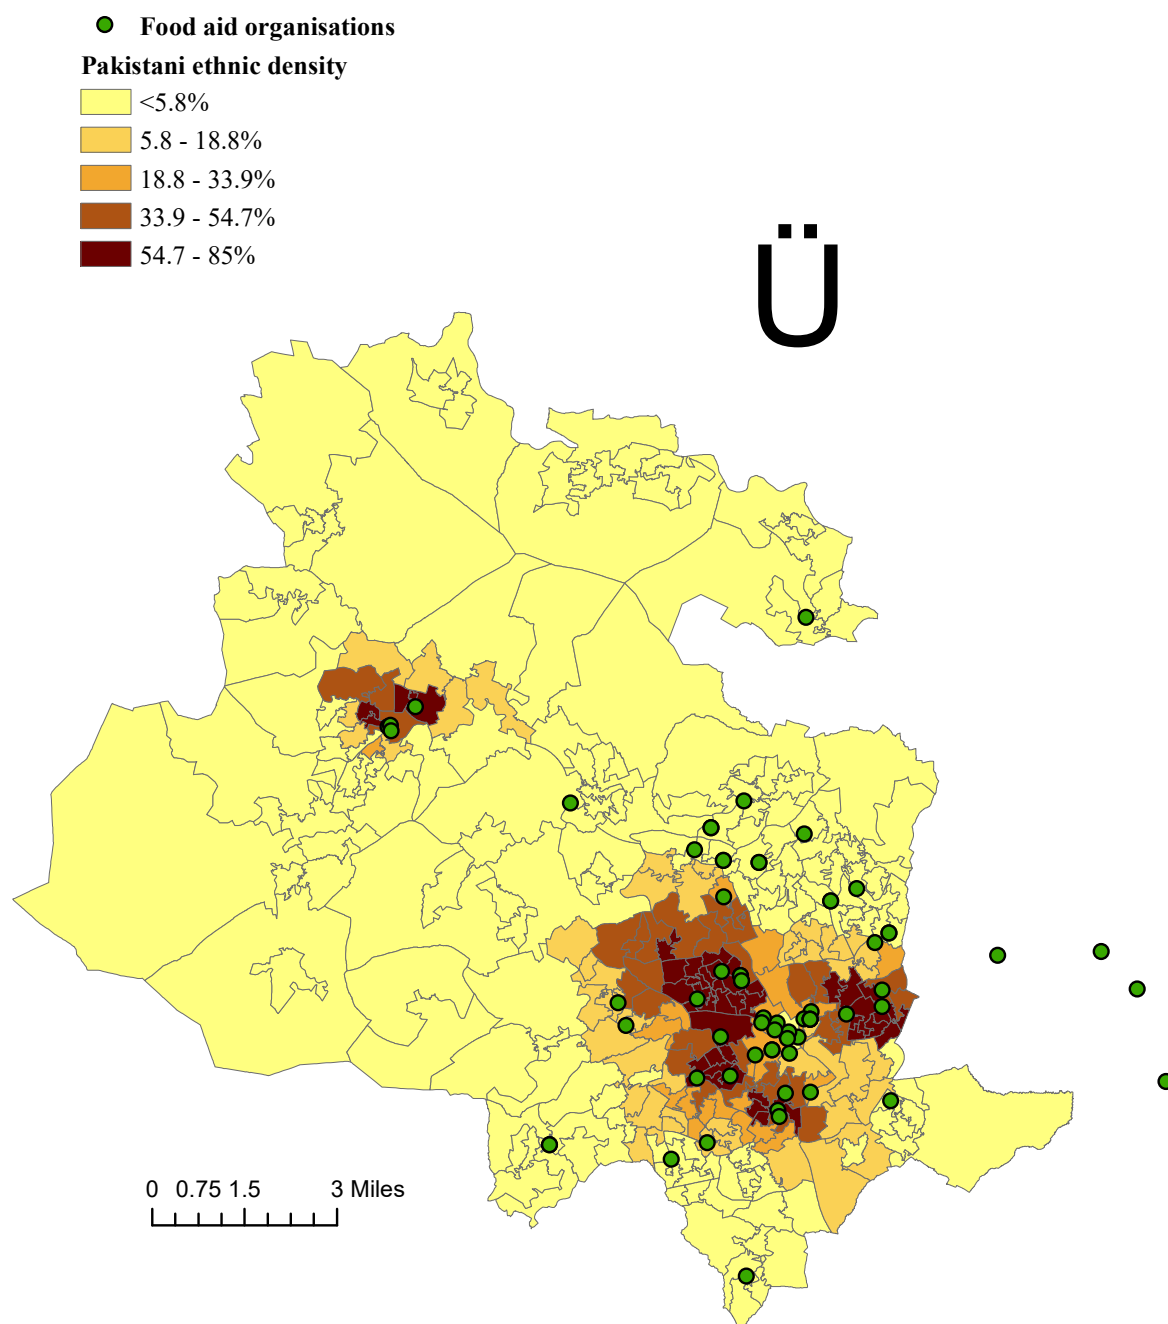 Food aid organisations
Pakistani ethnic density
<5.8%
5.8 - 18.8%
18.8 - 33.9%
33.9 - 54.7%
54.7 - 85%
Ü
0 0.75 1.5 3 Miles